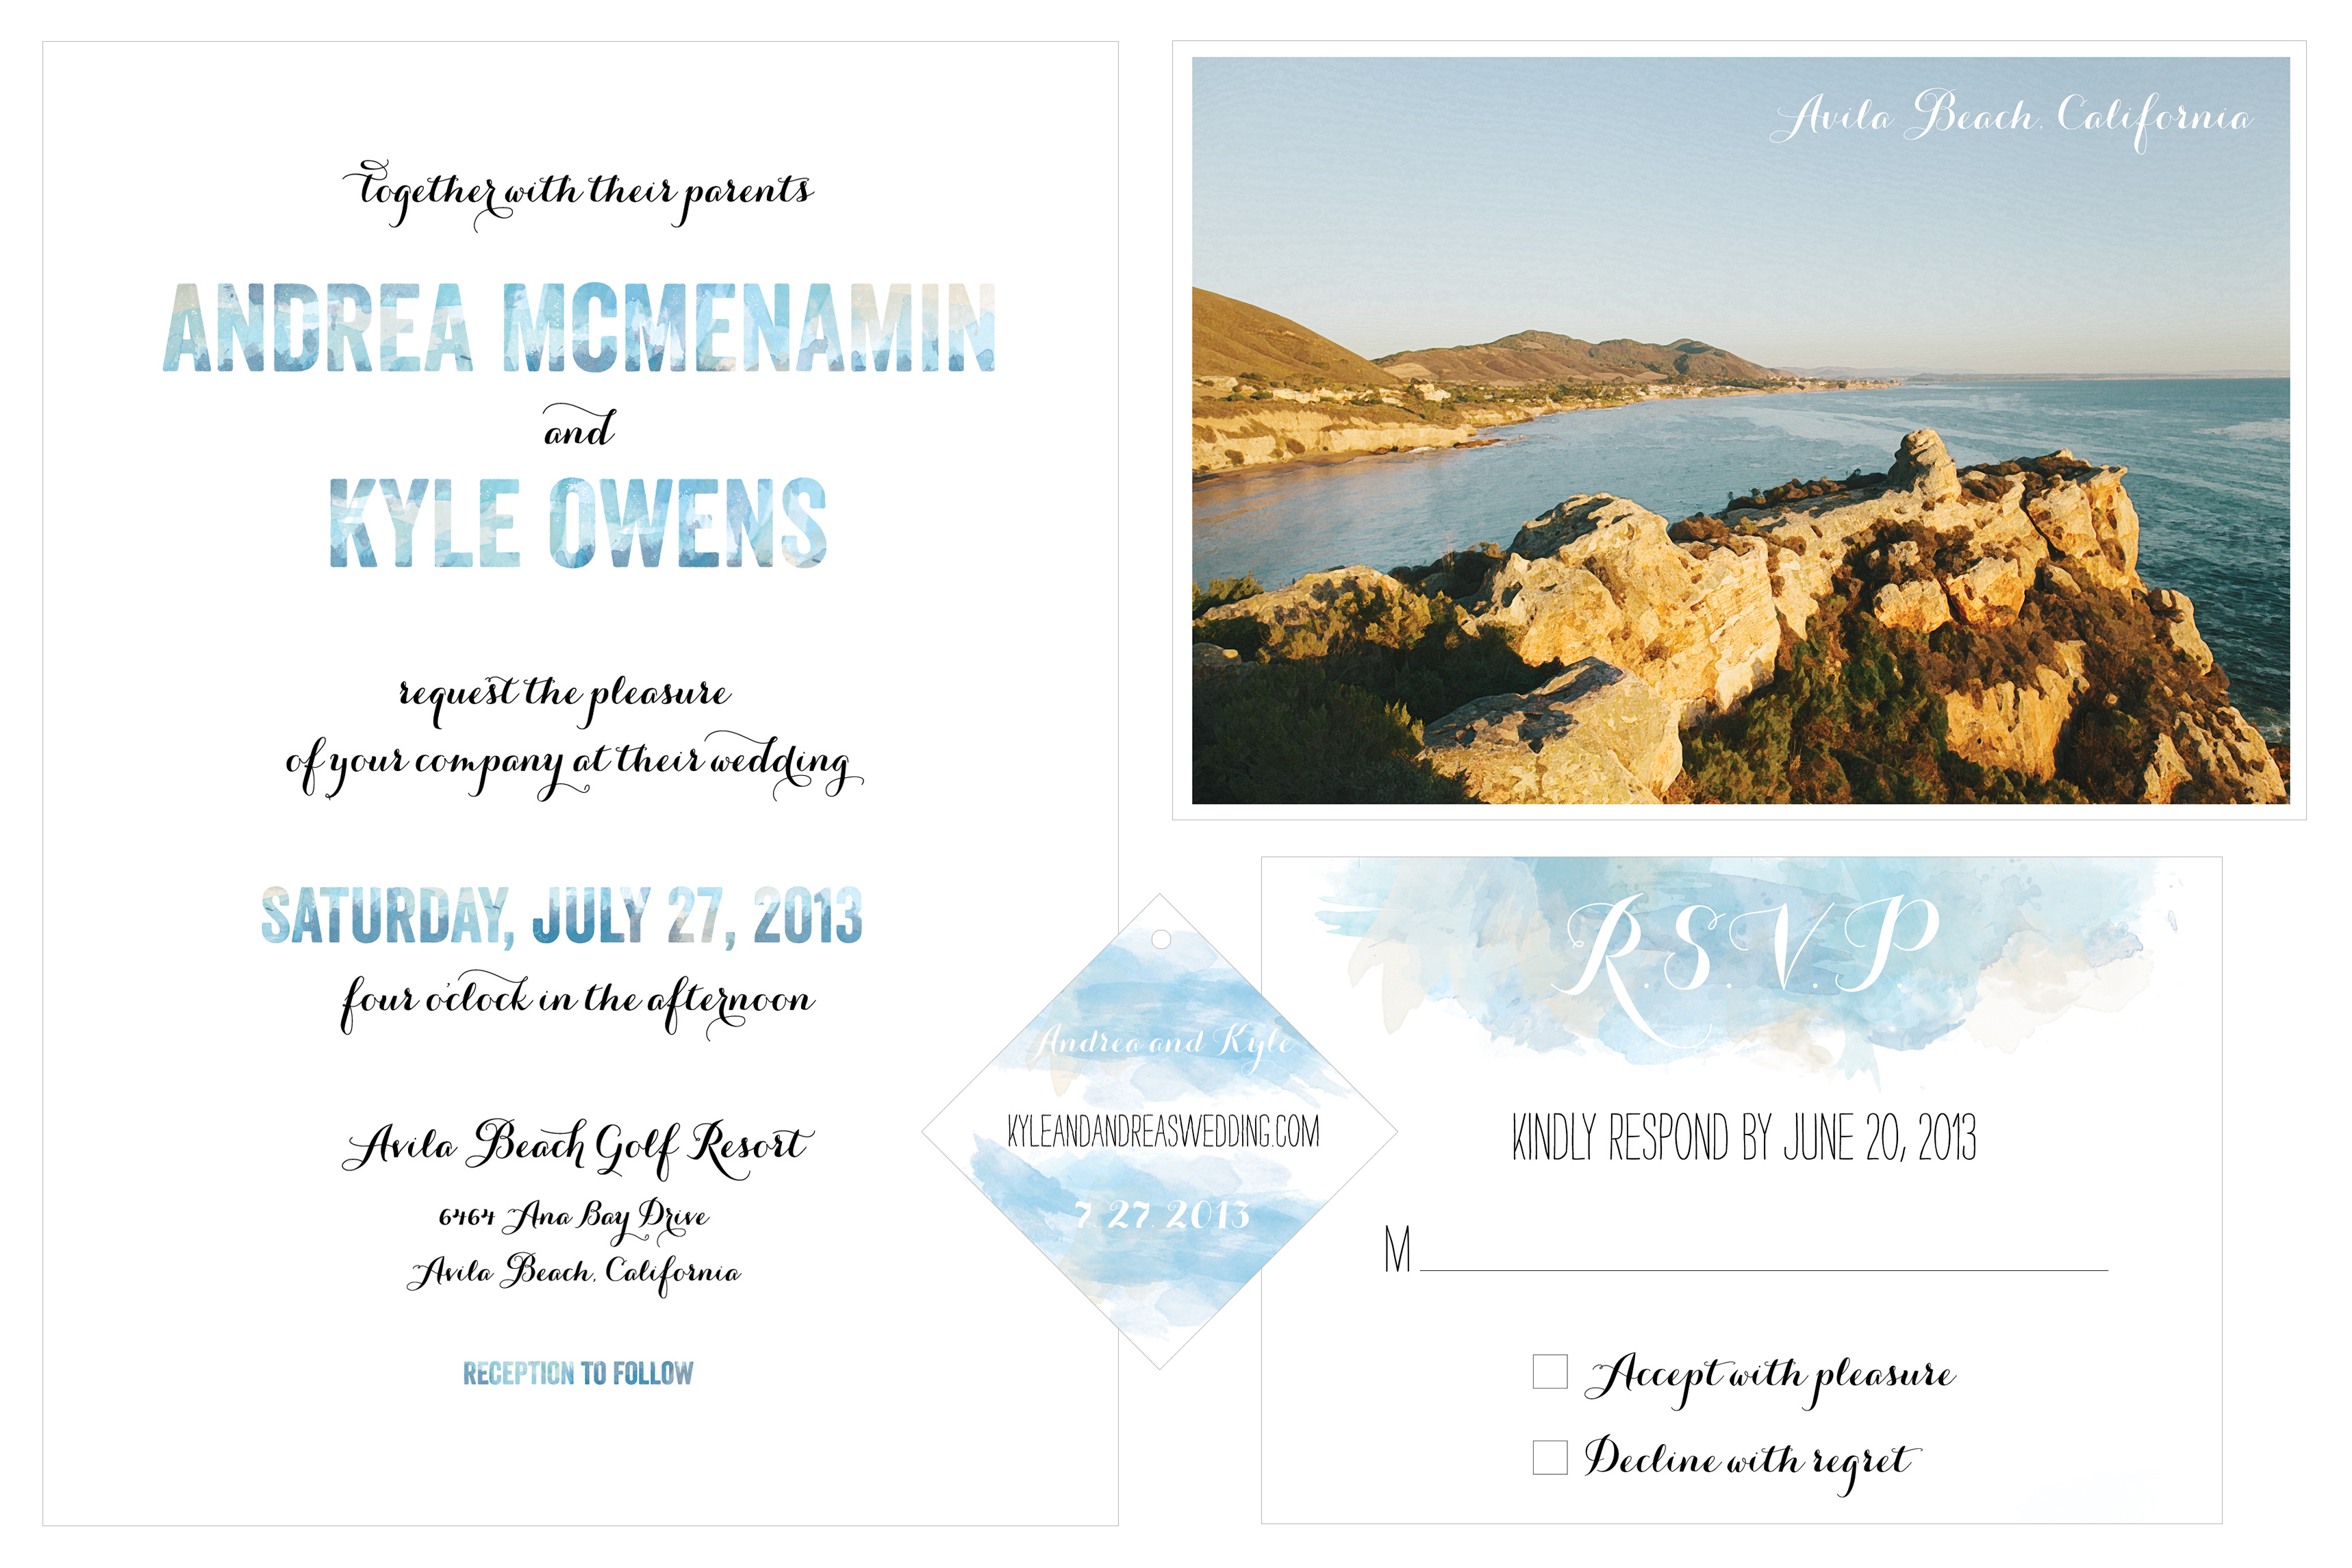 together with their parents
ANDREA MCMENAMIN
and
KYLE OWENS
request the pleasure
of your company at their wedding
SATURDAY, JULY 27, 2013
four o'clock in the afternoon
Avila Beach Golf Resort
6464 Ana Bay Drive
Avila Beach, California
RECEPTION TO FOLLOW
Avila Beach, California
Andrea and Kyle
KYLEANDANDREASWEDDING.COM
7.27.2013
R.S.V.P
KINDLY RESPOND BY JUNE 20, 2013
M
Accept with pleasure
Decline with regret